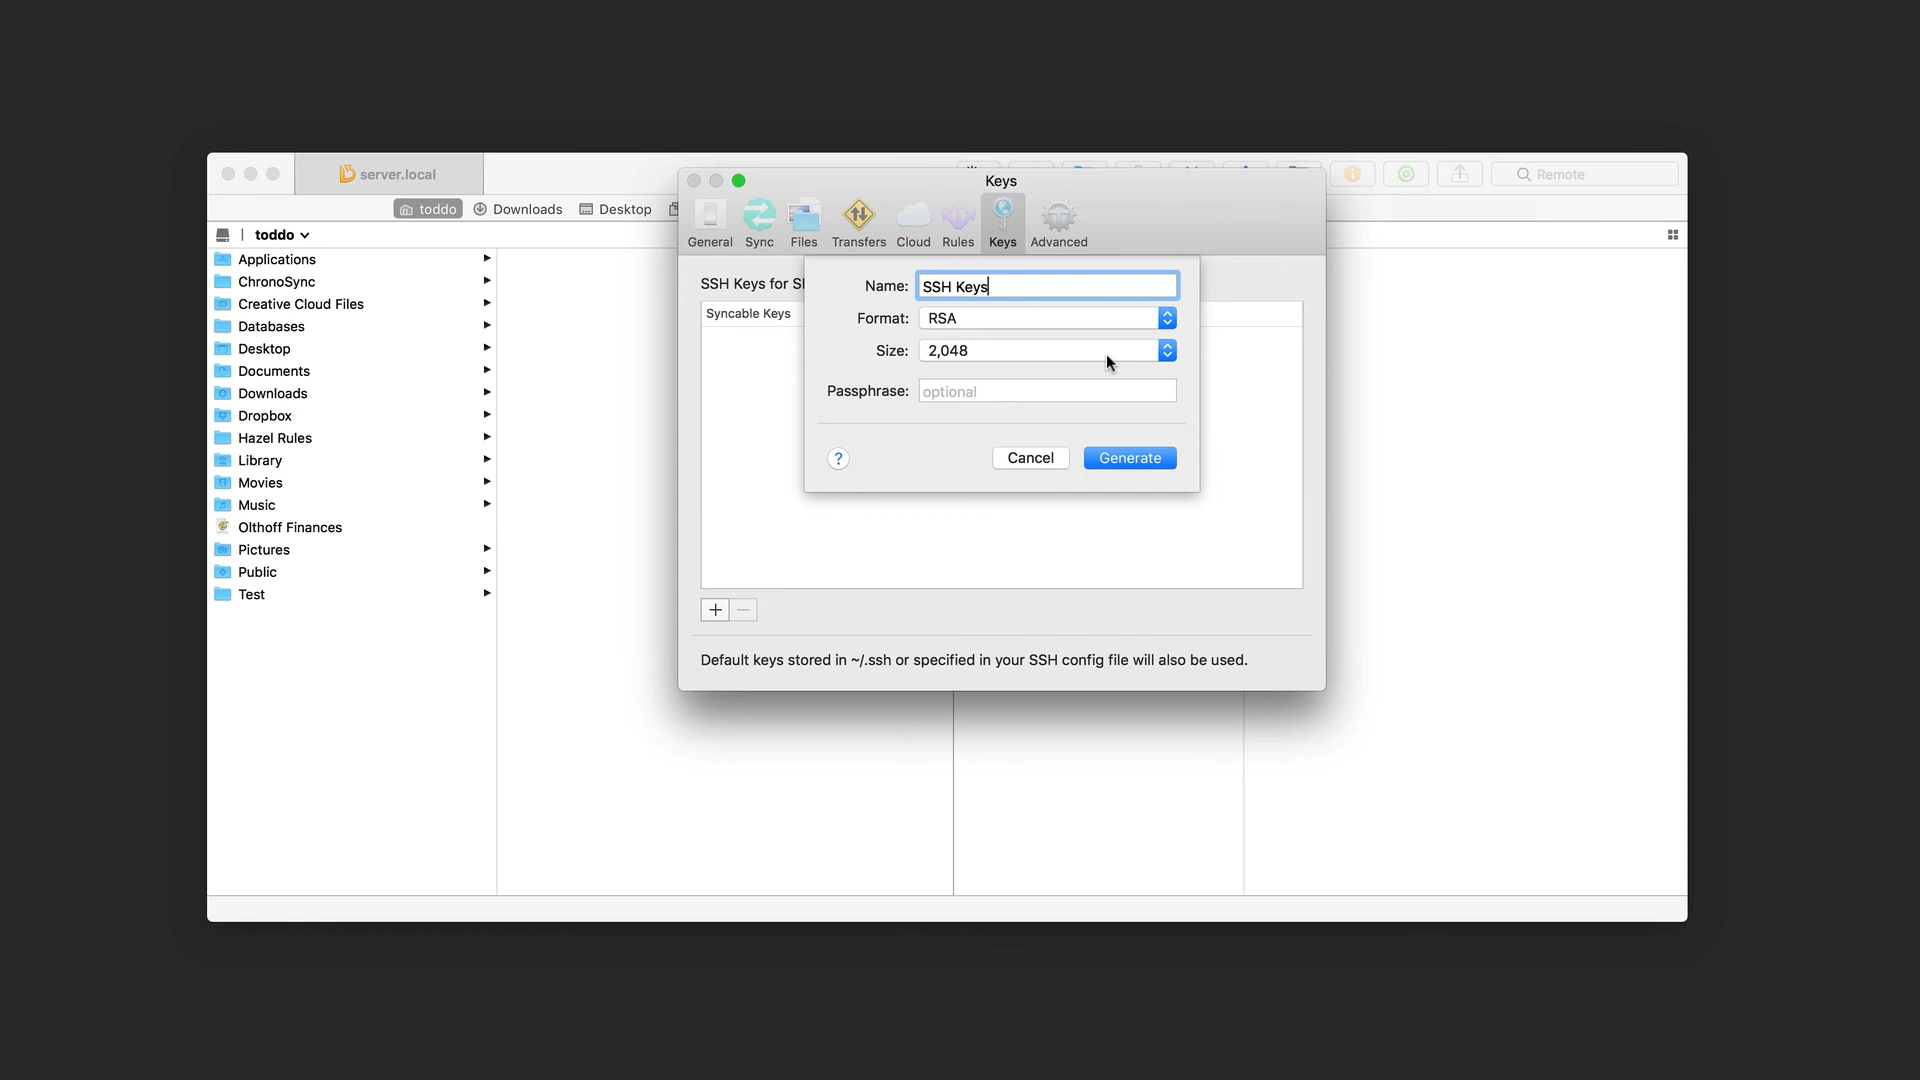 server.local
Keys
Remote
toddo
Downloads
Desktop
General
Sync
Files
Transfers
Cloud
Rules
Keys
Advanced
toddo
Applications
ChronoSync
Creative Cloud Files
Databases
Desktop
Documents
Downloads
Dropbox
Hazel Rules
Library
Movies
Music
Olthoff Finances
Pictures
Public
Test
SSH Keys for
Syncable Keys
Name: SSH Keys
Format: RSA
Size: 2,048
Passphrase: optional
?
Cancel
Generate
Default keys stored in ~/.ssh or specified in your SSH config file will also be used.